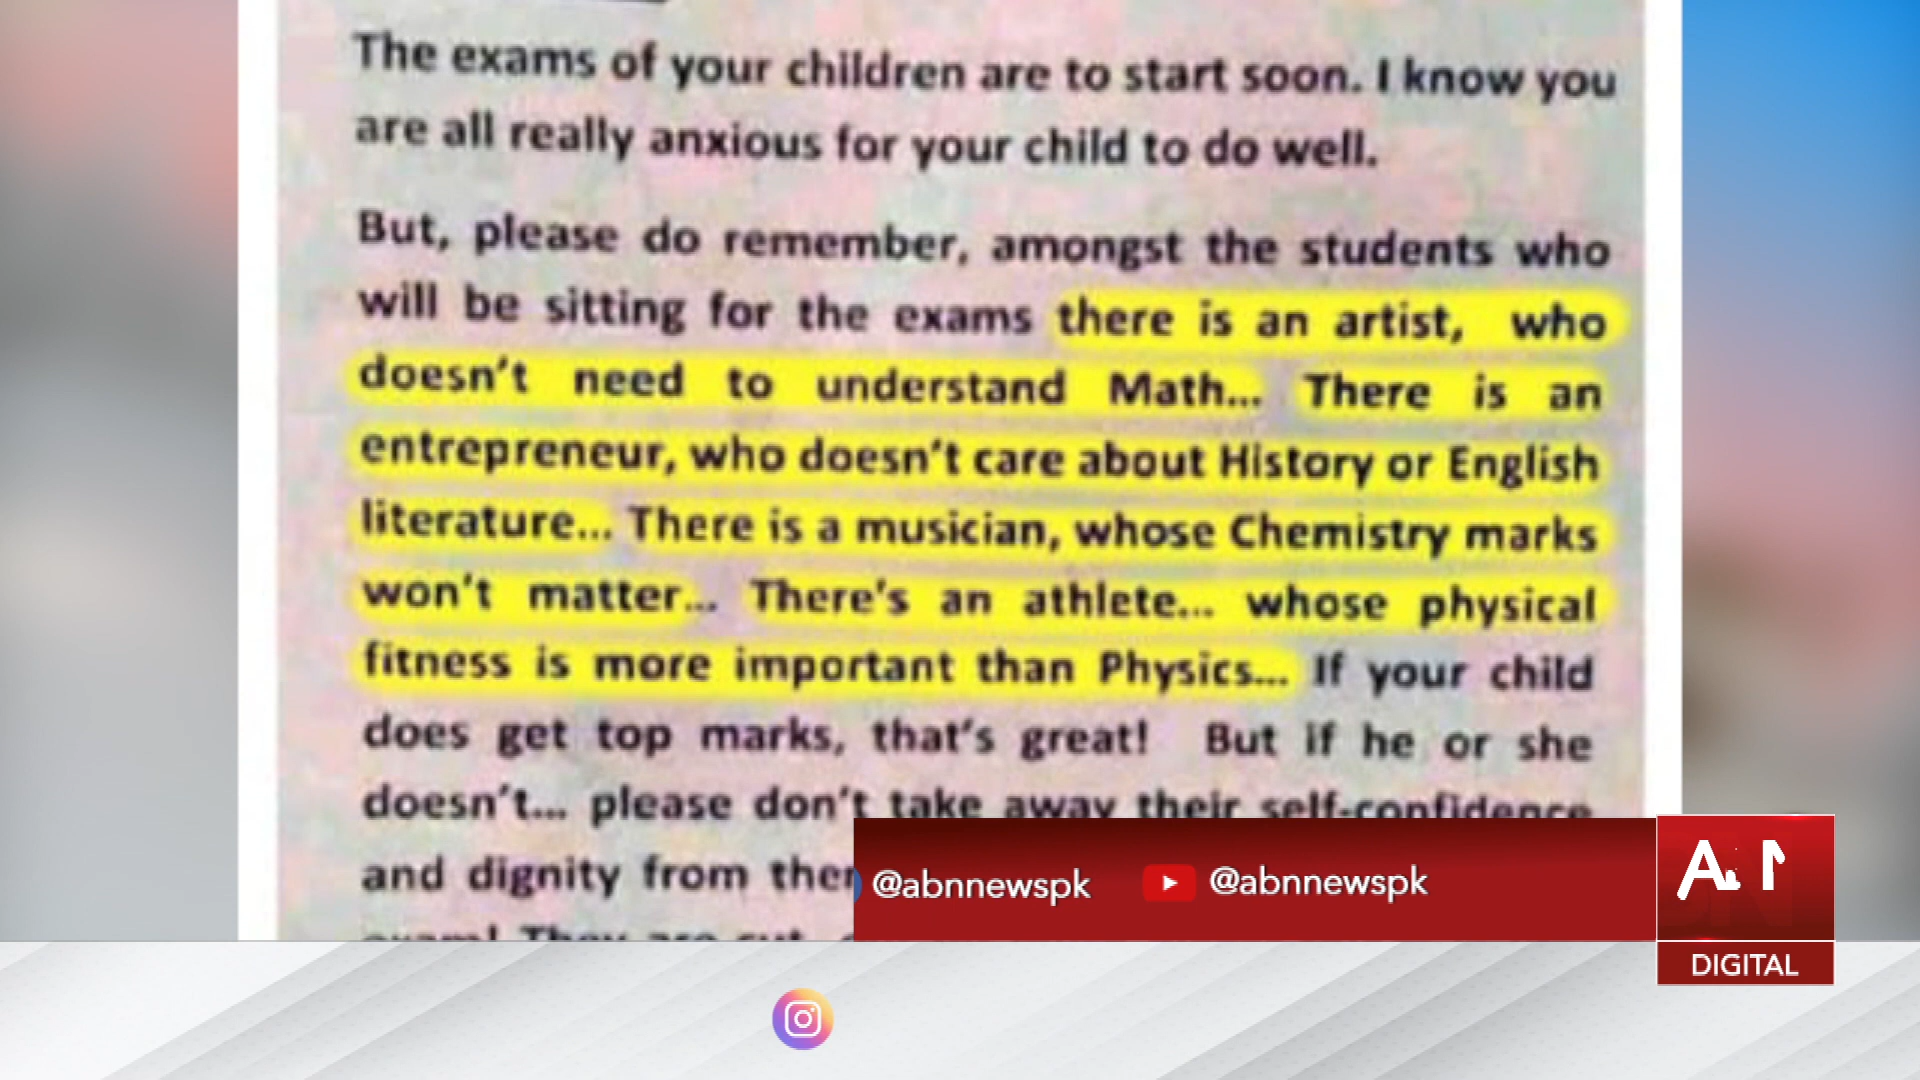 The exams of your children are to start soon. I know you
are all really anxious for your child to do well.
But, please do remember, amongst the students who
will be sitting for the exams there is an artist, who
doesn't need to understand Math... There is an
entrepreneur, who doesn't care about History or English
literature... There is a musician, whose Chemistry marks
won't matter... There's an athlete... whose physical
fitness is more important than Physics... If your child
does get top marks, that's great! But if he or she
doesn't... please don't take away their self-confidence
and dignity from
@abnnewspk @abnnewspk
DIGITAL